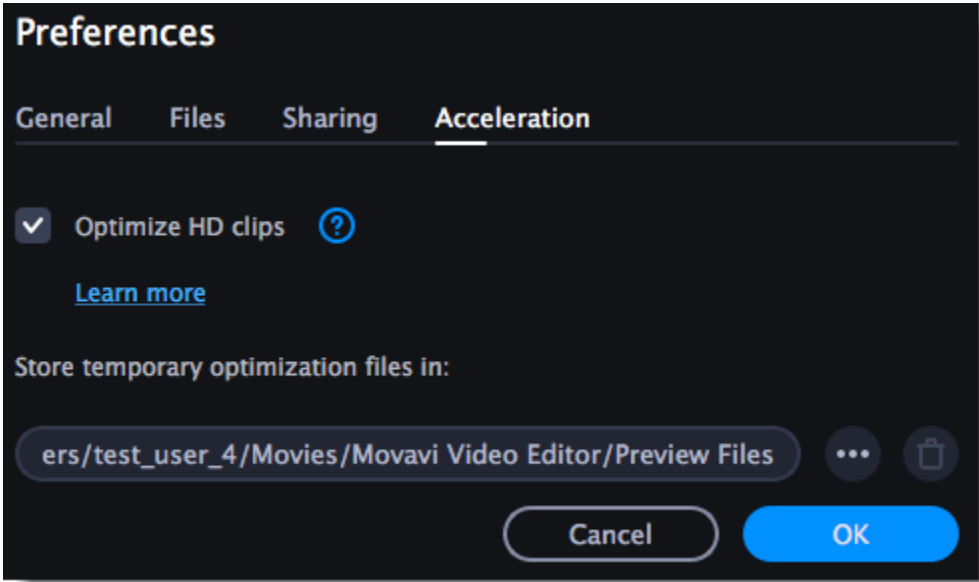 Preferences
General Files Sharing Acceleration
Optimize HD clips ?
Learn more
Store temporary optimization files in:
ers/test_user_4/Movies/Movavi Video Editor/Preview Files
Cancel OK